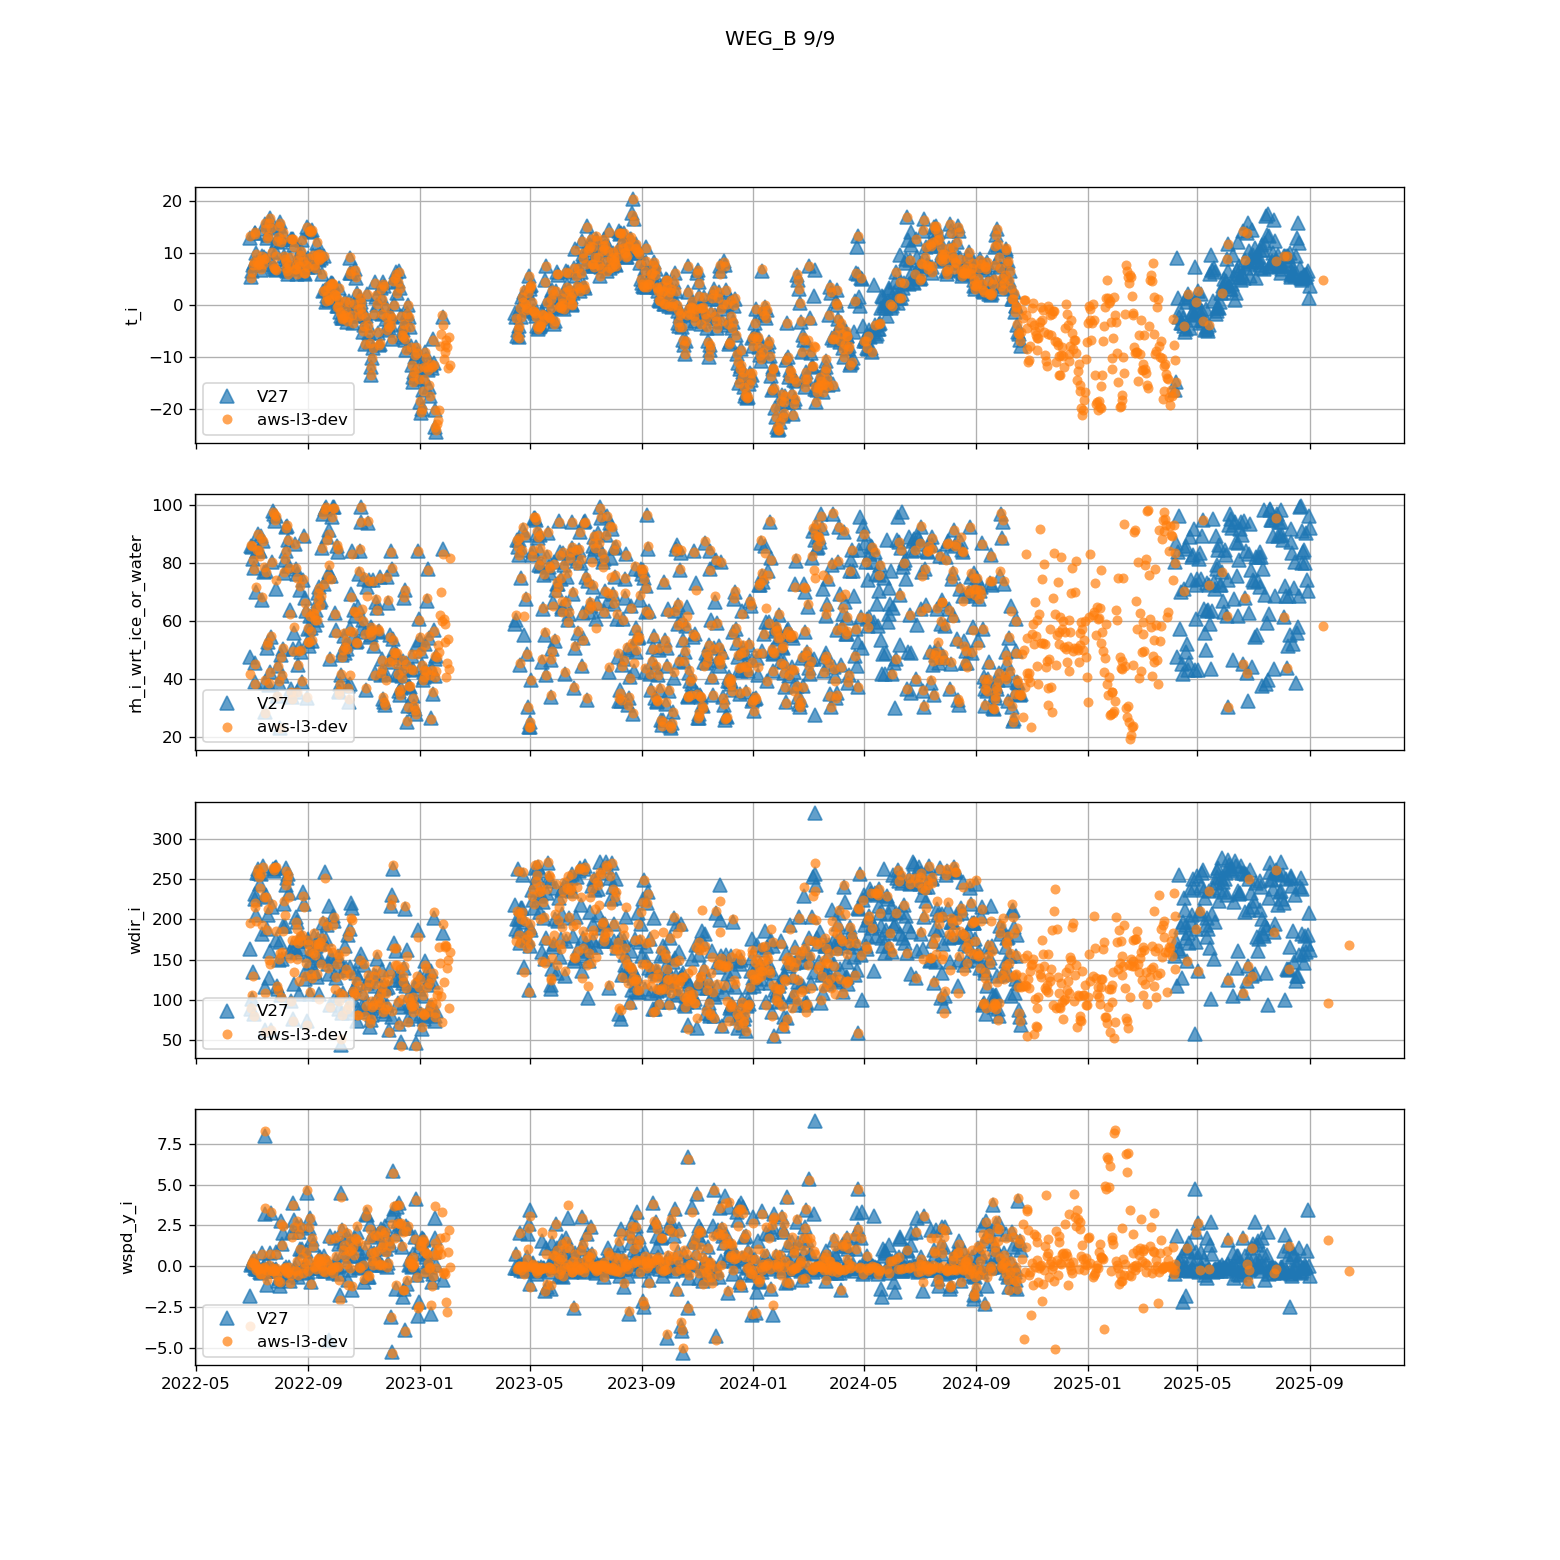 WEG_B 9/9
20
10
0
−10
−20
t_i
V27
aws-l3-dev
100
80
60
40
20
rh_i_wrt_ice_or_water
V27
aws-l3-dev
300
250
200
150
100
50
wdir_i
V27
aws-l3-dev
7.5
5.0
2.5
0.0
−2.5
−5.0
wspd_y_i
V27
aws-l3-dev
2022-05 2022-09 2023-01 2023-05 2023-09 2024-01 2024-05 2024-09 2025-01 2025-05 2025-09